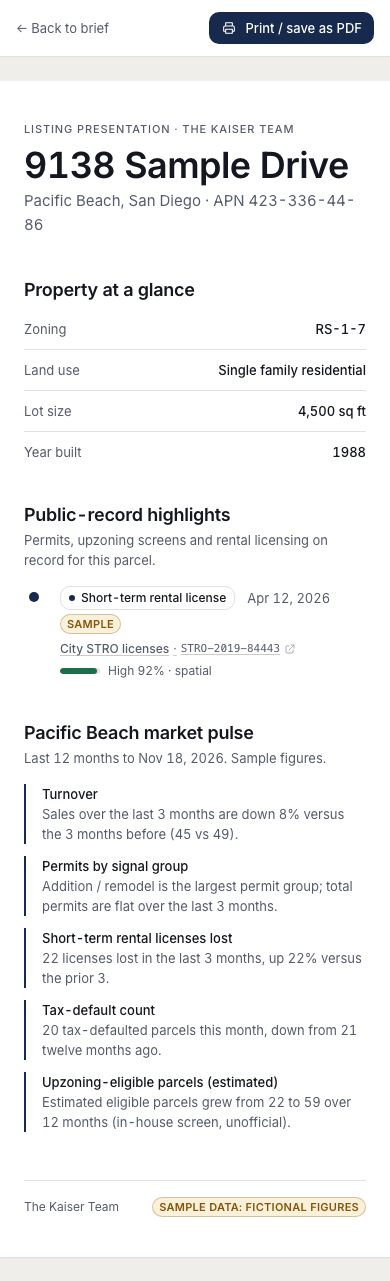 ← Back to brief
Print / save as PDF
LISTING PRESENTATION · THE KAISER TEAM
9138 Sample Drive
Pacific Beach, San Diego · APN 423-336-44-
86
Property at a glance
Zoning RS-1-7
Land use Single family residential
Lot size 4,500 sq ft
Year built 1988
Public-record highlights
Permits, upzoning screens and rental licensing on
record for this parcel.
Short-term rental license Apr 12, 2026
SAMPLE
City STRO licenses · STRO-2019-84443
High 92% · spatial
Pacific Beach market pulse
Last 12 months to Nov 18, 2026. Sample figures.
Turnover
Sales over the last 3 months are down 8% versus
the 3 months before (45 vs 49).
Permits by signal group
Addition / remodel is the largest permit group; total
permits are flat over the last 3 months.
Short-term rental licenses lost
22 licenses lost in the last 3 months, up 22% versus
the prior 3.
Tax-default count
20 tax-defaulted parcels this month, down from 21
twelve months ago.
Upzoning-eligible parcels (estimated)
Estimated eligible parcels grew from 22 to 59 over
12 months (in-house screen, unofficial).
The Kaiser Team SAMPLE DATA: FICTIONAL FIGURES